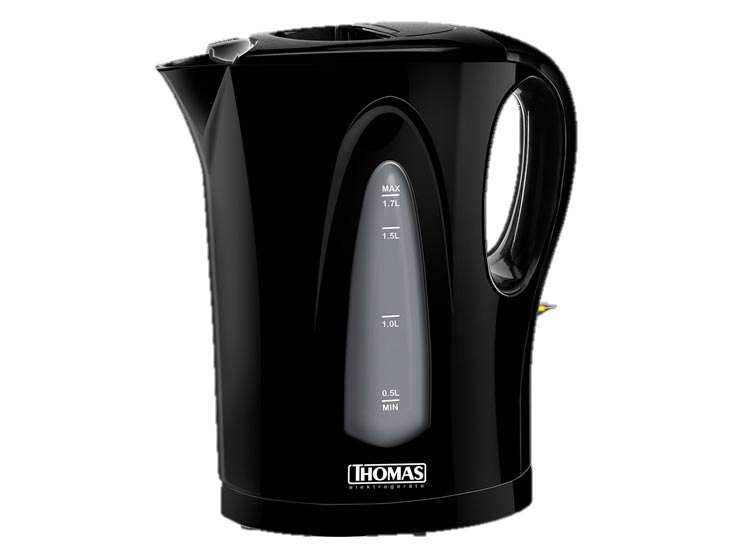 MAX
1.7L
1.5L
1.0L
0.5L
MIN
THOMAS
elektrogeräte